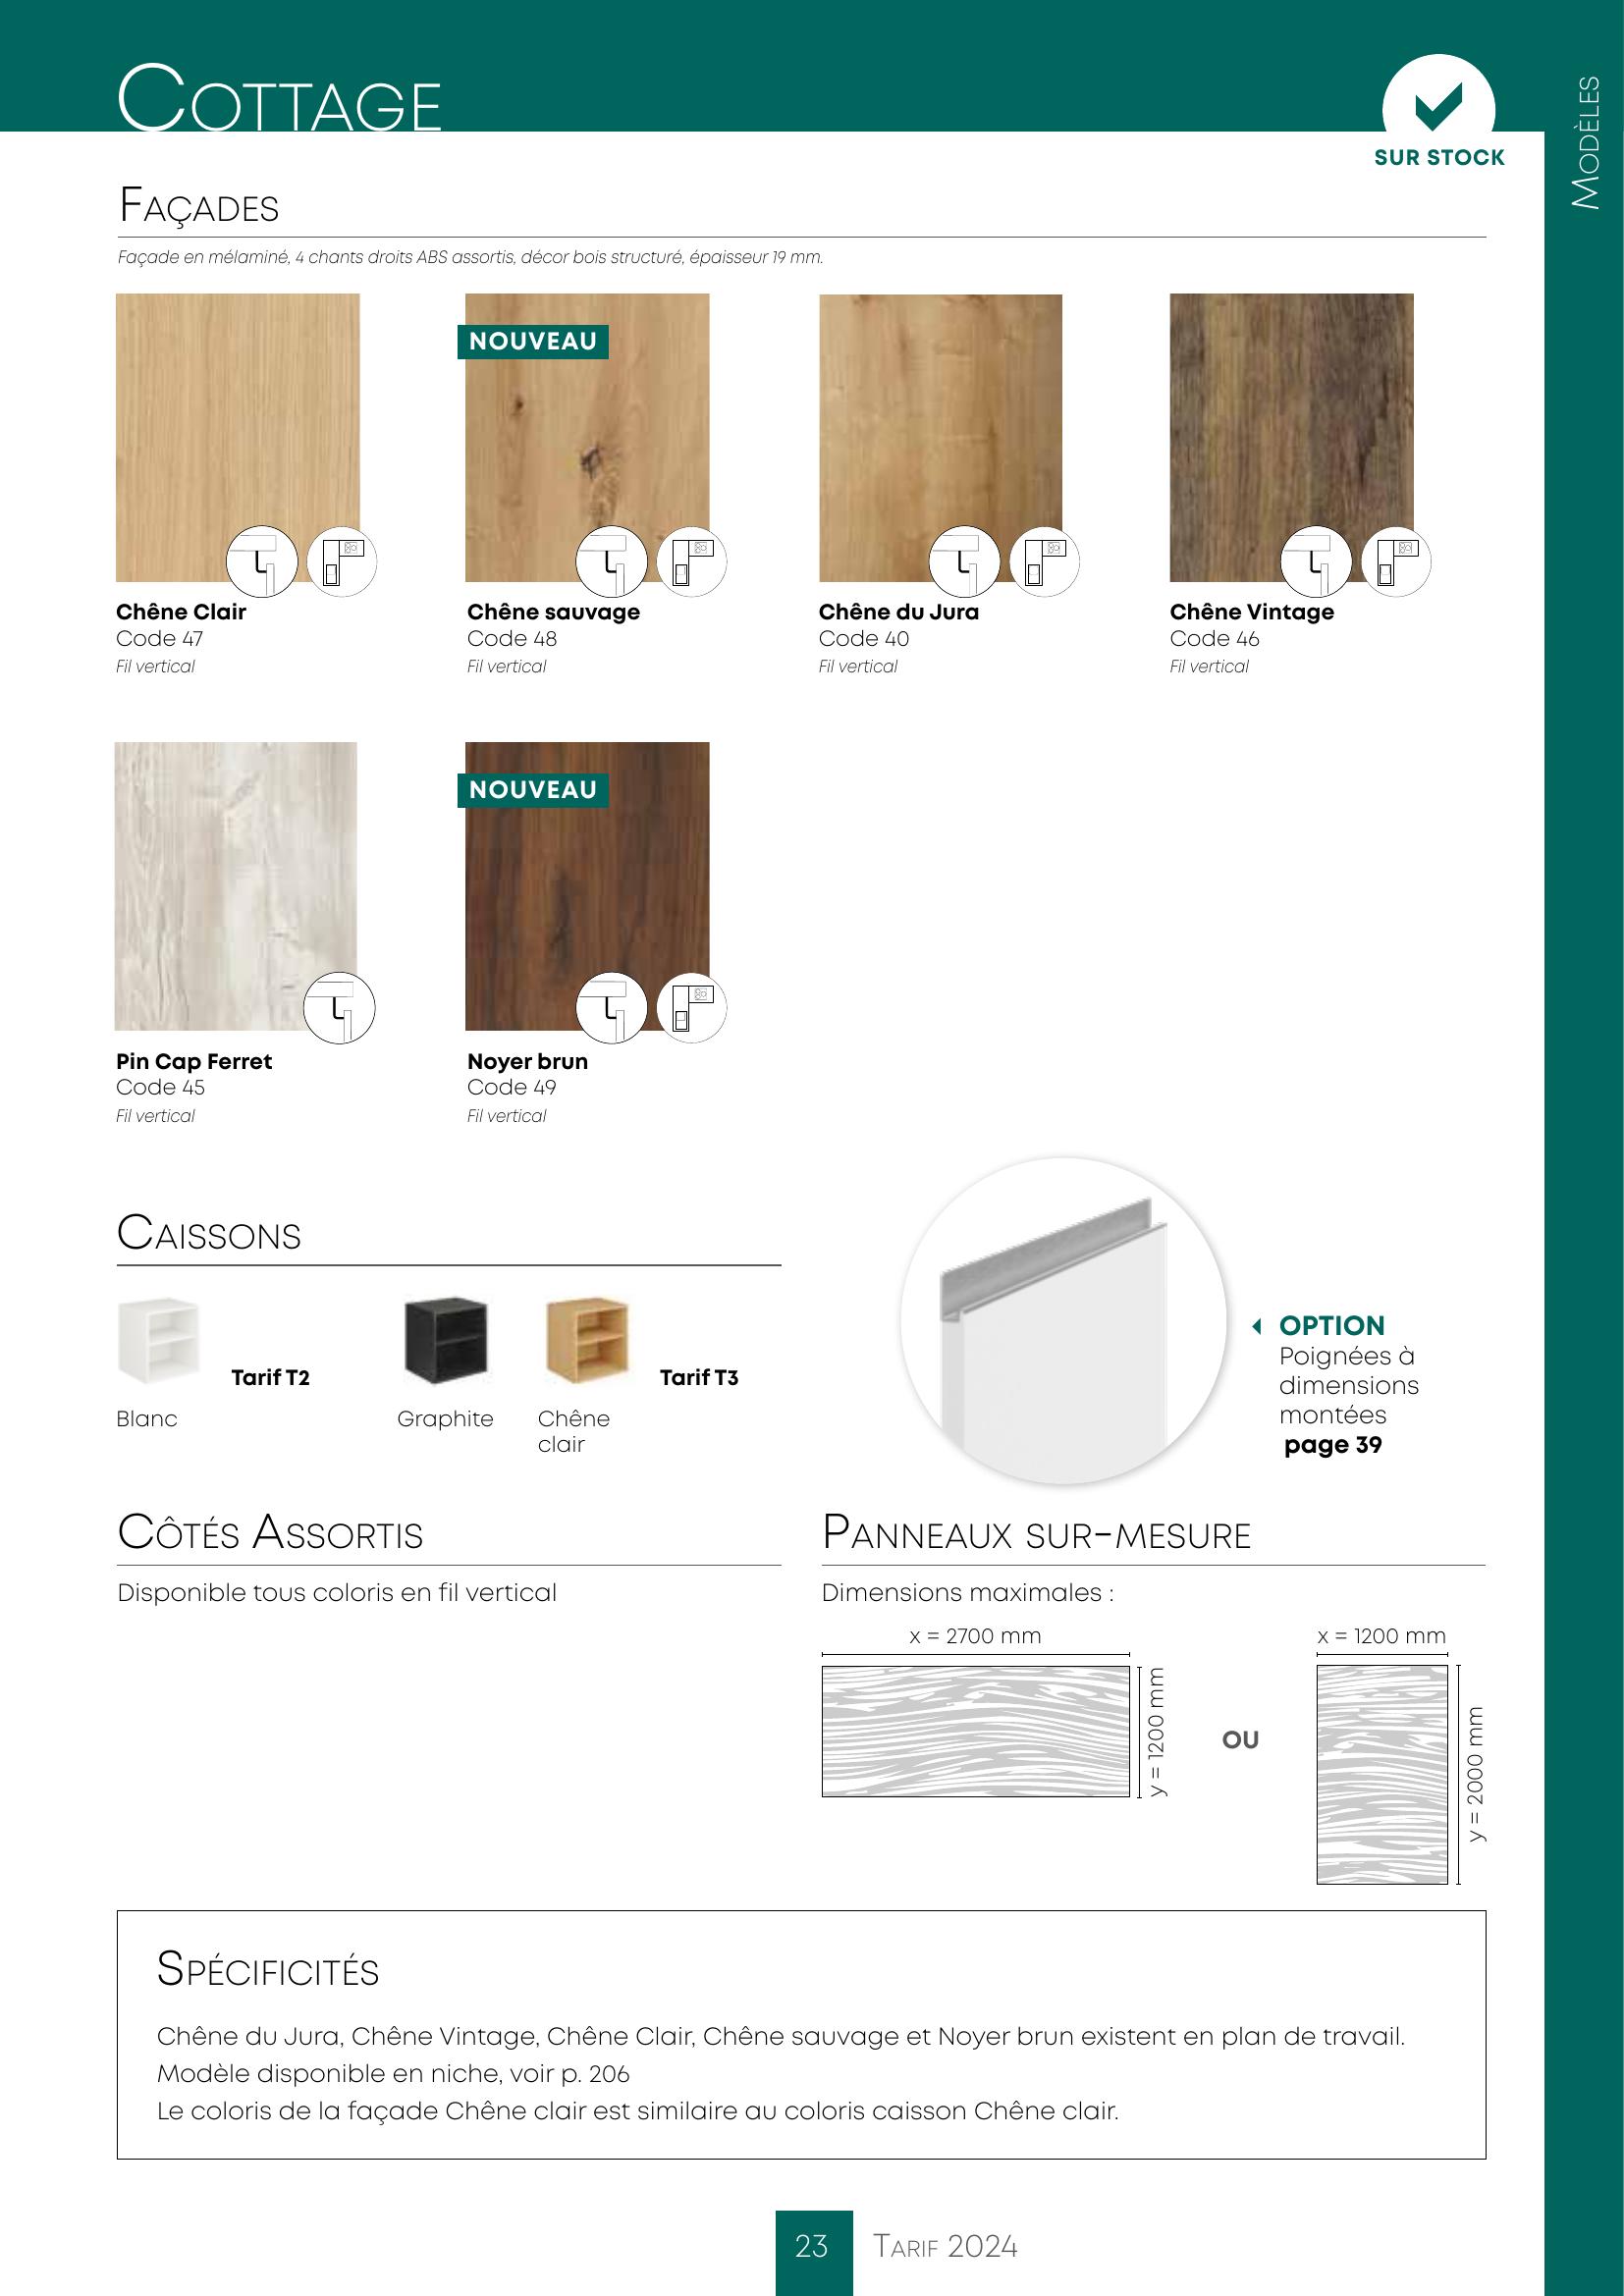 COTTAGE
SUR STOCK
MODÈLES
FAÇADES
Façade en mélaminé, 4 chants droits ABS assortis, décor bois structuré, épaisseur 19 mm.
NOUVEAU
Chêne Clair
Code 47
Fil vertical
Chêne sauvage
Code 48
Fil vertical
Chêne du Jura
Code 40
Fil vertical
Chêne Vintage
Code 46
Fil vertical
NOUVEAU
Pin Cap Ferret
Code 45
Fil vertical
Noyer brun
Code 49
Fil vertical
CAISSONS
Blanc
Tarif T2
Graphite
Chêne
clair
Tarif T3
OPTION
Poignées à
dimensions
montées
page 39
CÔTÉS ASSORTIS
Disponible tous coloris en fil vertical
PANNEAUX SUR-MESURE
Dimensions maximales :
x = 2700 mm
y = 1200 mm
OU
x = 1200 mm
y = 2000 mm
SPÉCIFICITÉS
Chêne du Jura, Chêne Vintage, Chêne Clair, Chêne sauvage et Noyer brun existent en plan de travail.
Modèle disponible en niche, voir p. 206
Le coloris de la façade Chêne clair est similaire au coloris caisson Chêne clair.
23 TARIF 2024